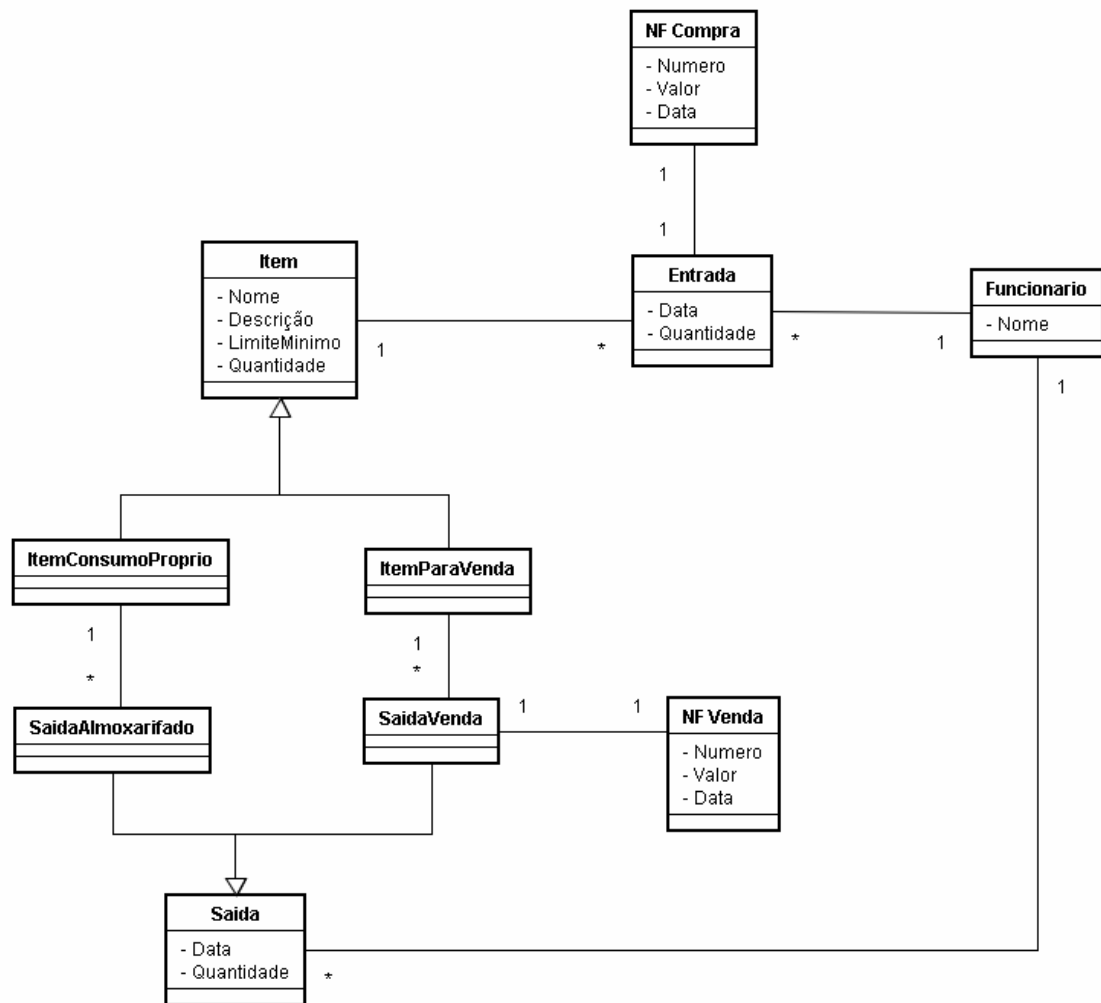 NF Compra
- Numero
- Valor
- Data
1
1
Item
- Nome
- Descrição
- LimiteMinimo
- Quantidade
1
*
Entrada
- Data
- Quantidade
*
1
Funcionario
- Nome
1
ItemConsumoProprio
1
*
ItemParaVenda
1
*
SaidaAlmoxarifado
SaidaVenda
1
1
NF Venda
- Numero
- Valor
- Data
Saida
- Data
- Quantidade
*